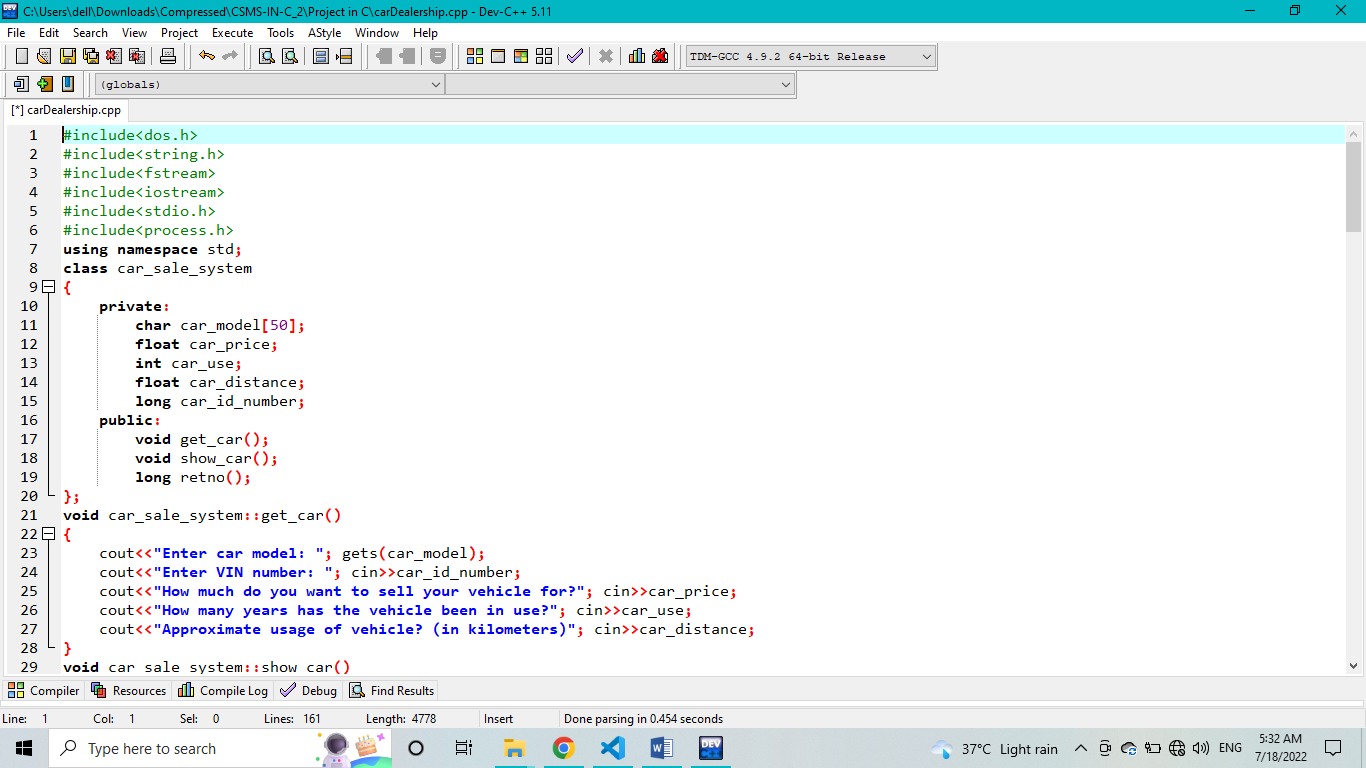 C:\Users\dell\Downloads\Compressed\CSMS-IN-C_2\Project in C\carDealership.cpp - Dev-C++ 5.11
File Edit Search View Project Execute Tools AStyle Window Help
TDM-GCC 4.9.2 64-bit Release
(globals)
[*] carDealership.cpp
1 #include<dos.h>
2 #include<string.h>
3 #include<fstream>
4 #include<iostream>
5 #include<stdio.h>
6 #include<process.h>
7 using namespace std;
8 class car_sale_system
9 {
10 private:
11 char car_model[50];
12 float car_price;
13 int car_use;
14 float car_distance;
15 long car_id_number;
16 public:
17 void get_car();
18 void show_car();
19 long retno();
20 };
21 void car_sale_system::get_car()
22 {
23 cout<<"Enter car model: "; gets(car_model);
24 cout<<"Enter VIN number: "; cin>>car_id_number;
25 cout<<"How much do you want to sell your vehicle for?"; cin>>car_price;
26 cout<<"How many years has the vehicle been in use?"; cin>>car_use;
27 cout<<"Approximate usage of vehicle? (in kilometers)"; cin>>car_distance;
28 }
29 void car_sale_system::show_car()
Compiler Resources Compile Log Debug Find Results
Line: 1 Col: 1 Sel: 0 Lines: 161 Length: 4778 Insert Done parsing in 0.454 seconds
Type here to search
DEV
37°C Light rain
ENG
5:32 AM
7/18/2022